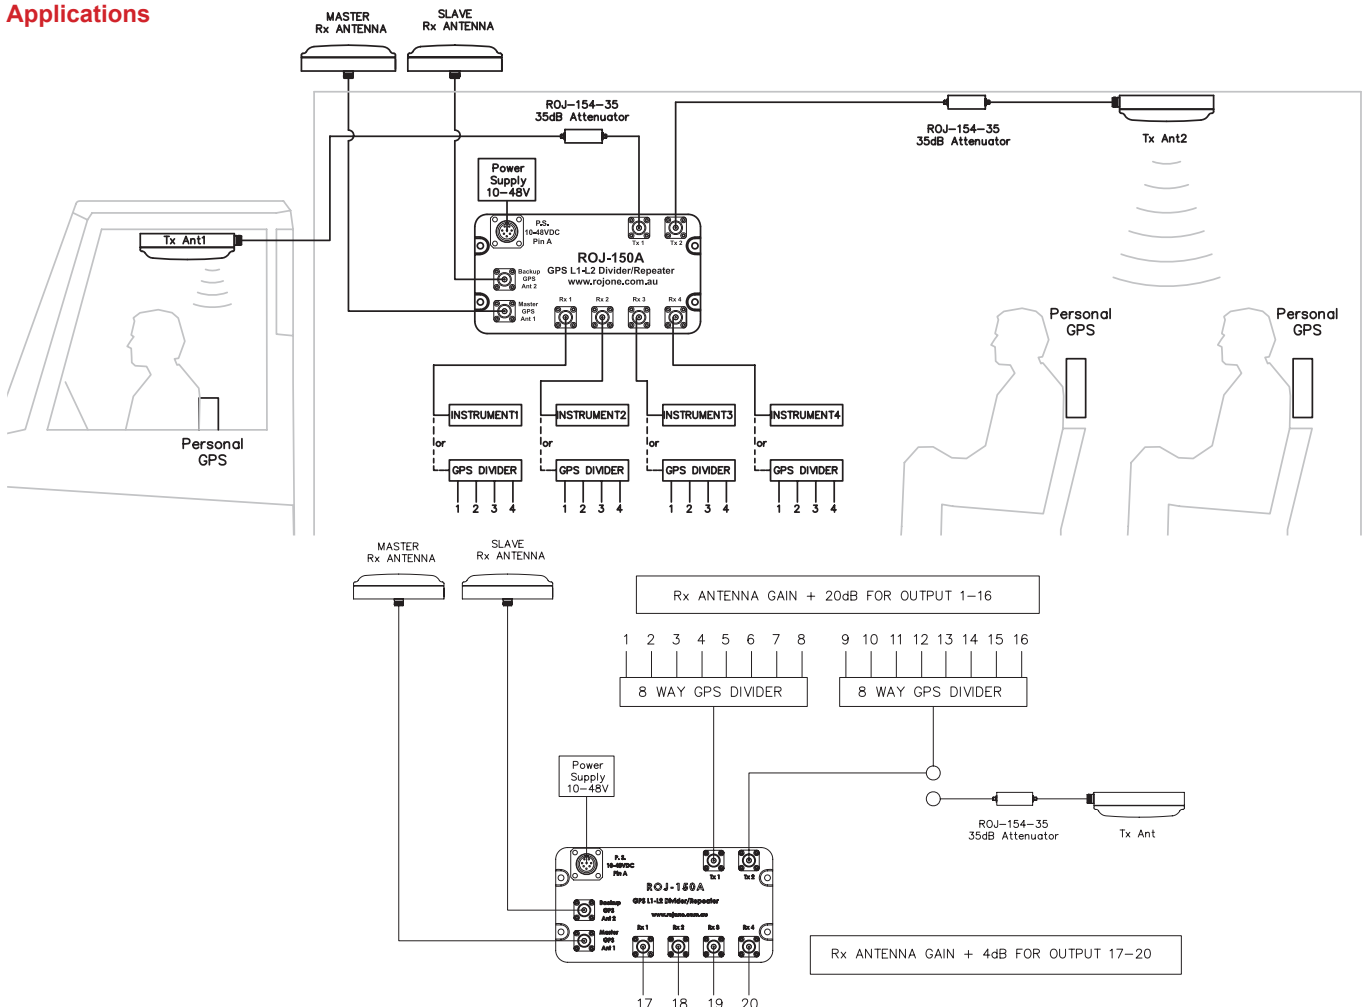 Applications
MASTER
Rx ANTENNA
SLAVE
Rx ANTENNA
ROJ-154-35
35dB Attenuator
ROJ-154-35
35dB Attenuator
Tx Ant2
Power
Supply
10-48V
P.S.
10-48VDC
Pin A
Tx 1
Tx 2
Tx Ant1
ROJ-150A
GPS L1-L2 Divider/Repeater
www.rojone.com.au
Backup
GPS
Ant 2
Master
GPS
Ant 1
Rx 1
Rx 2
Rx 3
Rx 4
Personal
GPS
Personal
GPS
Personal
GPS
INSTRUMENT1
INSTRUMENT2
INSTRUMENT3
INSTRUMENT4
or
or
or
or
GPS DIVIDER
GPS DIVIDER
GPS DIVIDER
GPS DIVIDER
1 2 3 4
1 2 3 4
1 2 3 4
1 2 3 4
MASTER
Rx ANTENNA
SLAVE
Rx ANTENNA
Rx ANTENNA GAIN + 20dB FOR OUTPUT 1-16
1 2 3 4 5 6 7 8
9 10 11 12 13 14 15 16
8 WAY GPS DIVIDER
8 WAY GPS DIVIDER
Power
Supply
10-48V
ROJ-154-35
35dB Attenuator
Tx Ant
P.S.
10-48VDC
Pin A
Tx 1
Tx 2
ROJ-150A
GPS L1-L2 Divider/Repeater
www.rojone.com.au
Backup
GPS
Ant 2
Master
GPS
Ant 1
Rx 1
Rx 2
Rx 3
Rx 4
Rx ANTENNA GAIN + 4dB FOR OUTPUT 17-20
17 18 19 20